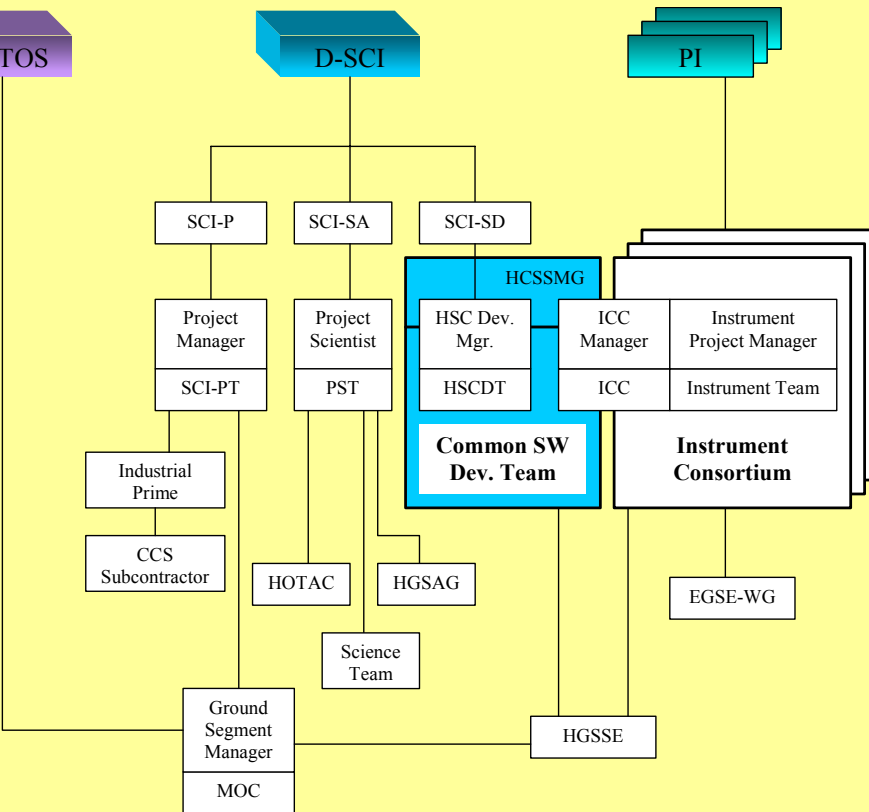 TOS
D-SCI
PI
SCI-P
SCI-SA
SCI-SD
HCSSMG
Project
Manager
SCI-PT
Project
Scientist
PST
HSC Dev.
Mgr.
HSCDT
ICC
Manager
ICC
Instrument
Project Manager
Instrument Team
Common SW
Dev. Team
Instrument
Consortium
Industrial
Prime
CCS
Subcontractor
HOTAC
HGSAG
EGSE-WG
Science
Team
Ground
Segment
Manager
MOC
HGSSE